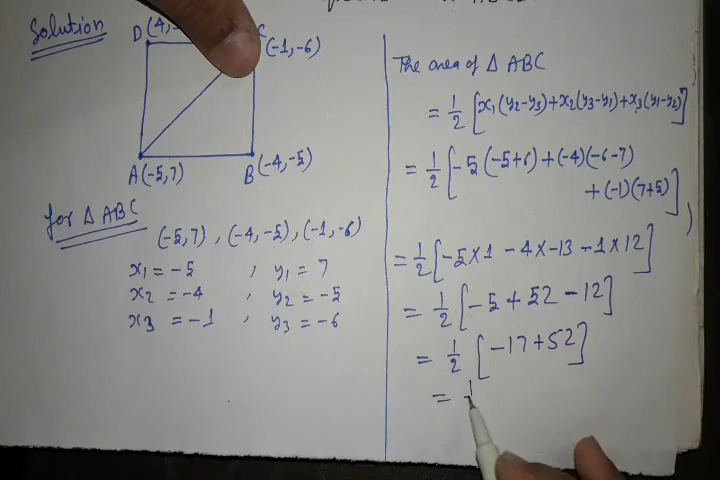 Solution
D (4,
C
(-1,-6)
A (-5,7)
B (-4,-5)
for Δ ABC
(-5,7) , (-4,-5), (-1,-6)
x₁ = -5 , y₁ = 7
x₂ = -4 , y₂ = -5
x₃ = -1 , y₃ = -6
The area of Δ ABC
= 1/2 [x₁(y₂-y₃)+x₂(y₃-y₁)+x₃(y₁-y₂)]
= 1/2 [-5(-5+6)+(-4)(-6-7)
+(-1)(7+5)]
= 1/2 [-5×1 -4×-13 -1×12]
= 1/2 [-5+52-12]
= 1/2 [-17+52]
= 1